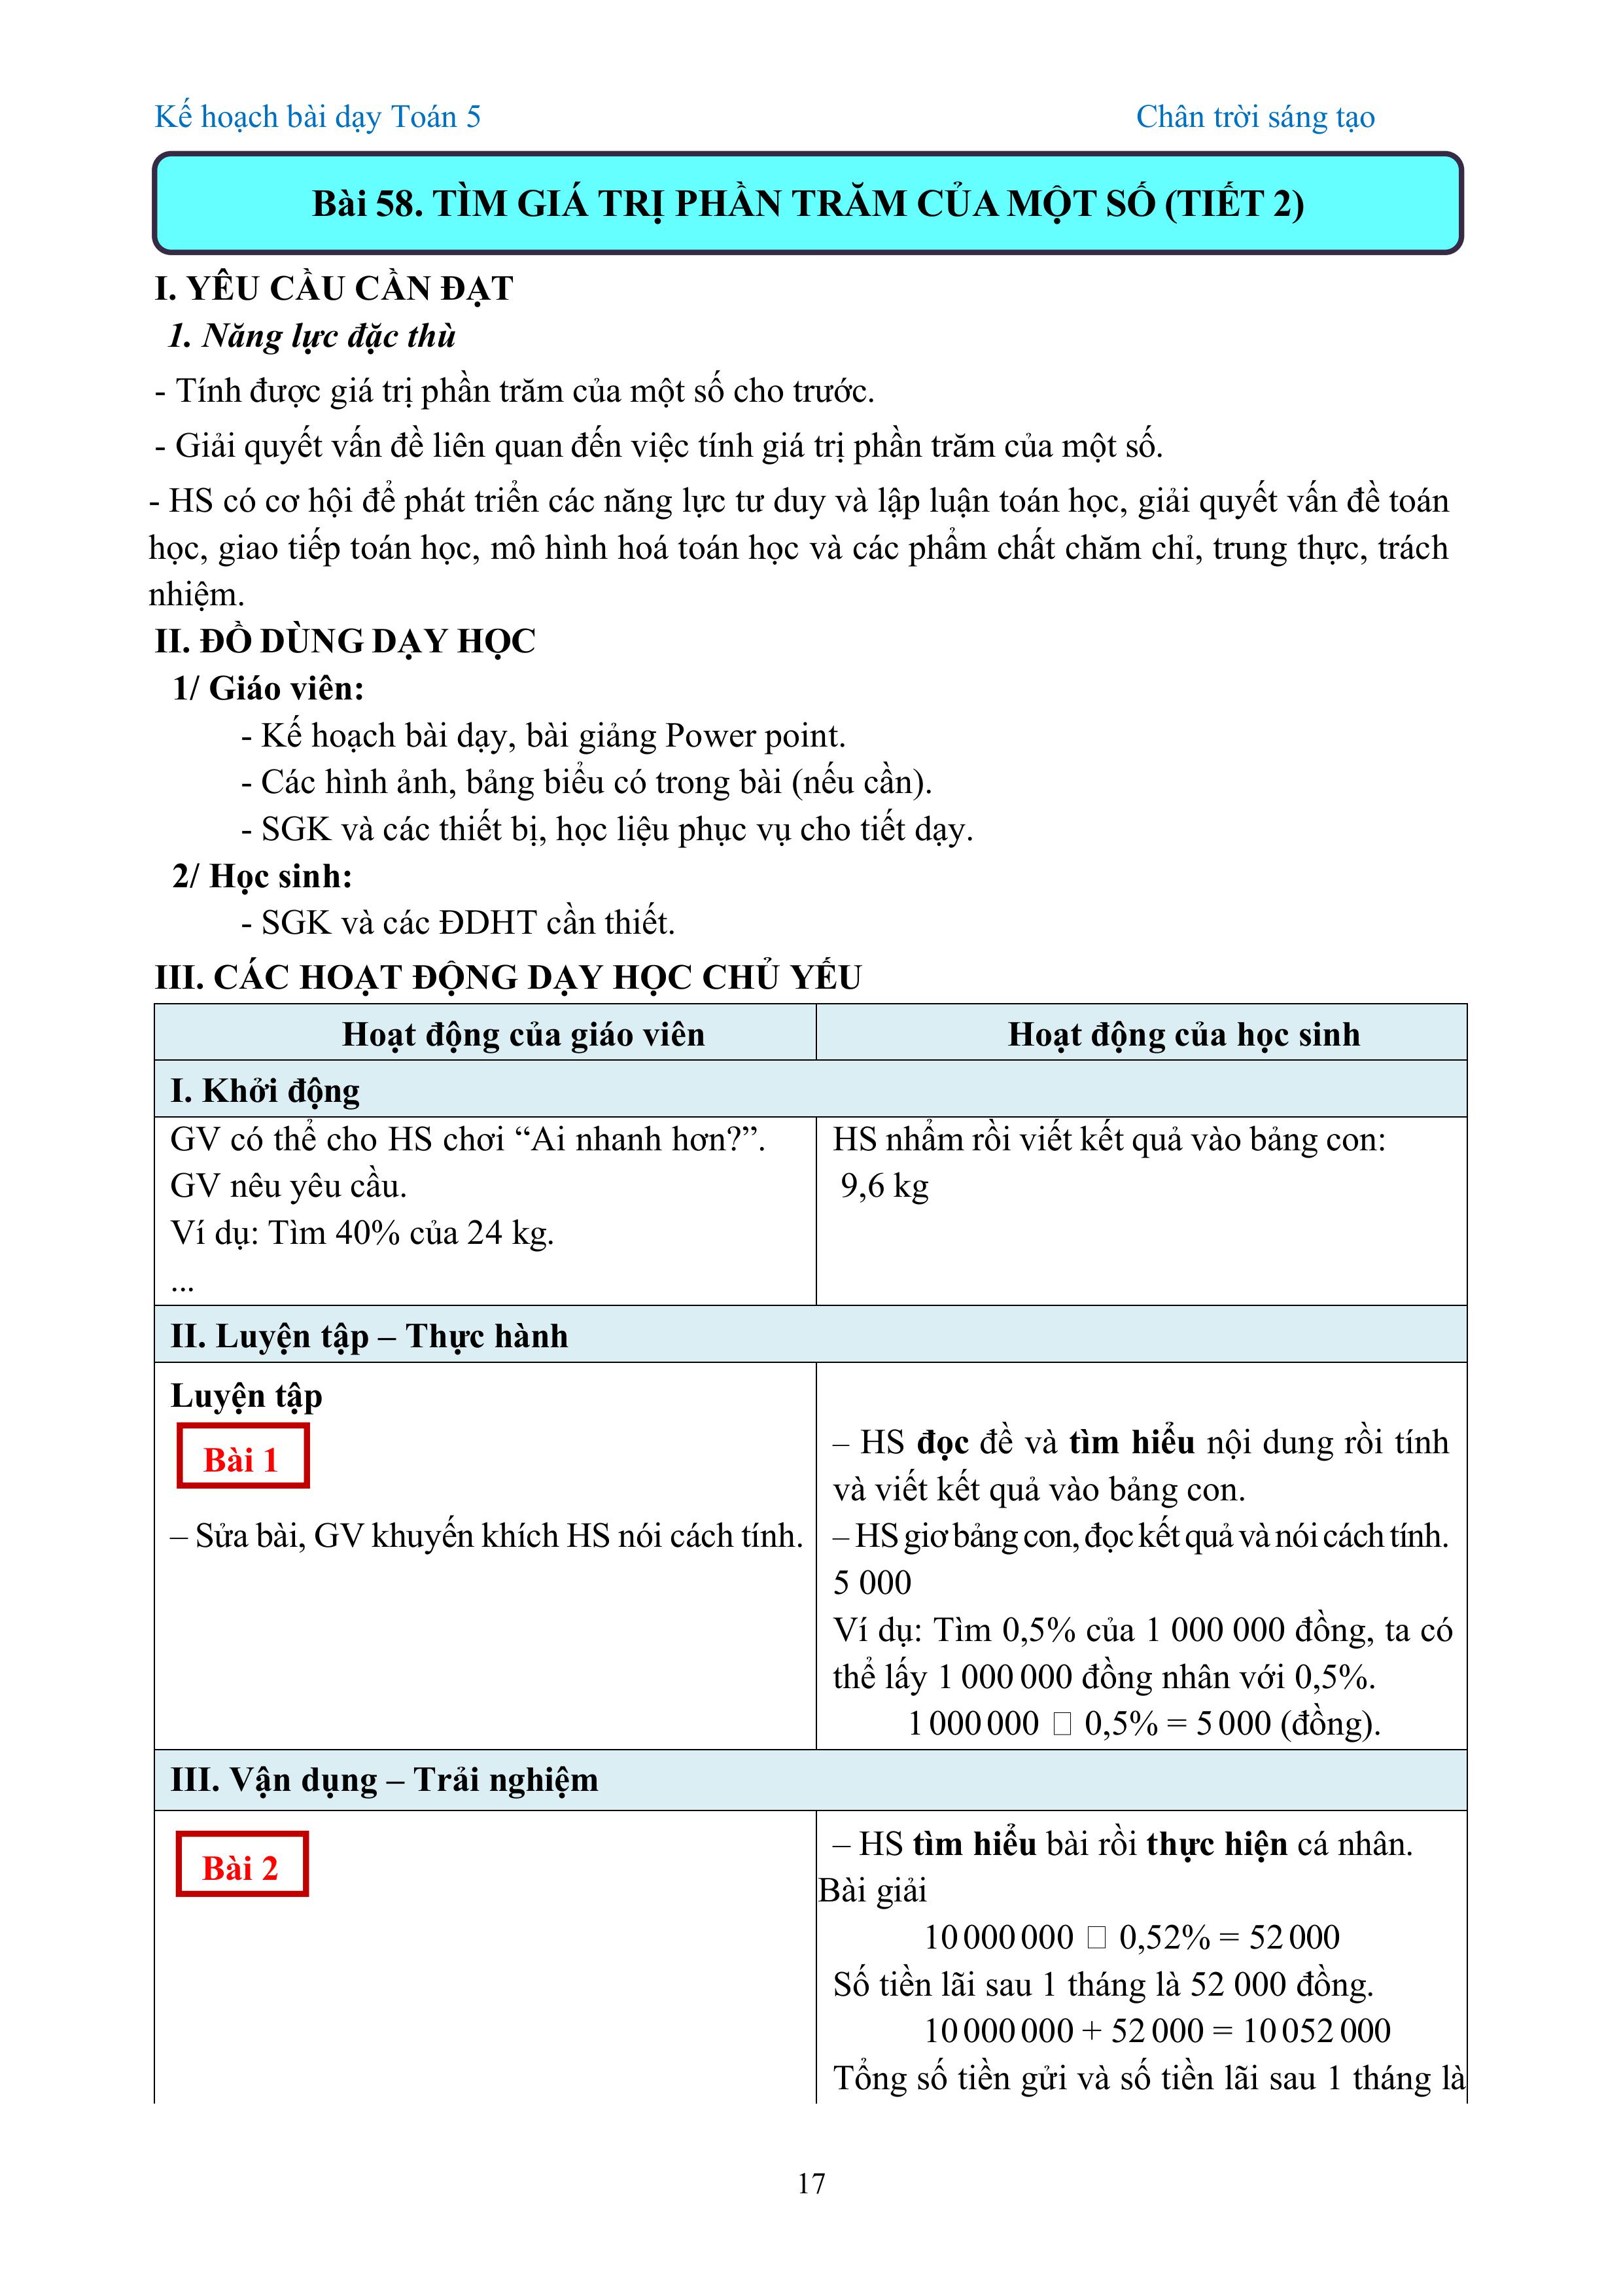 Kế hoạch bài dạy Toán 5 Chân trời sáng tạo
Bài 58. TÌM GIÁ TRỊ PHẦN TRĂM CỦA MỘT SỐ (TIẾT 2)
I. YÊU CẦU CẦN ĐẠT
1. Năng lực đặc thù
- Tính được giá trị phần trăm của một số cho trước.
- Giải quyết vấn đề liên quan đến việc tính giá trị phần trăm của một số.
- HS có cơ hội để phát triển các năng lực tư duy và lập luận toán học, giải quyết vấn đề toán
học, giao tiếp toán học, mô hình hoá toán học và các phẩm chất chăm chỉ, trung thực, trách
nhiệm.
II. ĐỒ DÙNG DẠY HỌC
1/ Giáo viên:
- Kế hoạch bài dạy, bài giảng Power point.
- Các hình ảnh, bảng biểu có trong bài (nếu cần).
- SGK và các thiết bị, học liệu phục vụ cho tiết dạy.
2/ Học sinh:
- SGK và các ĐDHT cần thiết.
III. CÁC HOẠT ĐỘNG DẠY HỌC CHỦ YẾU
Hoạt động của giáo viên
Hoạt động của học sinh
I. Khởi động
GV có thể cho HS chơi “Ai nhanh hơn?”.
GV nêu yêu cầu.
Ví dụ: Tìm 40% của 24 kg.
...
HS nhẩm rồi viết kết quả vào bảng con:
9,6 kg
II. Luyện tập – Thực hành
Luyện tập
Bài 1
– Sửa bài, GV khuyến khích HS nói cách tính.
– HS đọc đề và tìm hiểu nội dung rồi tính
và viết kết quả vào bảng con.
– HS giơ bảng con, đọc kết quả và nói cách tính.
5 000
Ví dụ: Tìm 0,5% của 1 000 000 đồng, ta có
thể lấy 1 000 000 đồng nhân với 0,5%.
1 000 000 □ 0,5% = 5 000 (đồng).
III. Vận dụng – Trải nghiệm
Bài 2
– HS tìm hiểu bài rồi thực hiện cá nhân.
Bài giải
10 000 000 □ 0,52% = 52 000
Số tiền lãi sau 1 tháng là 52 000 đồng.
10 000 000 + 52 000 = 10 052 000
Tổng số tiền gửi và số tiền lãi sau 1 tháng là
17